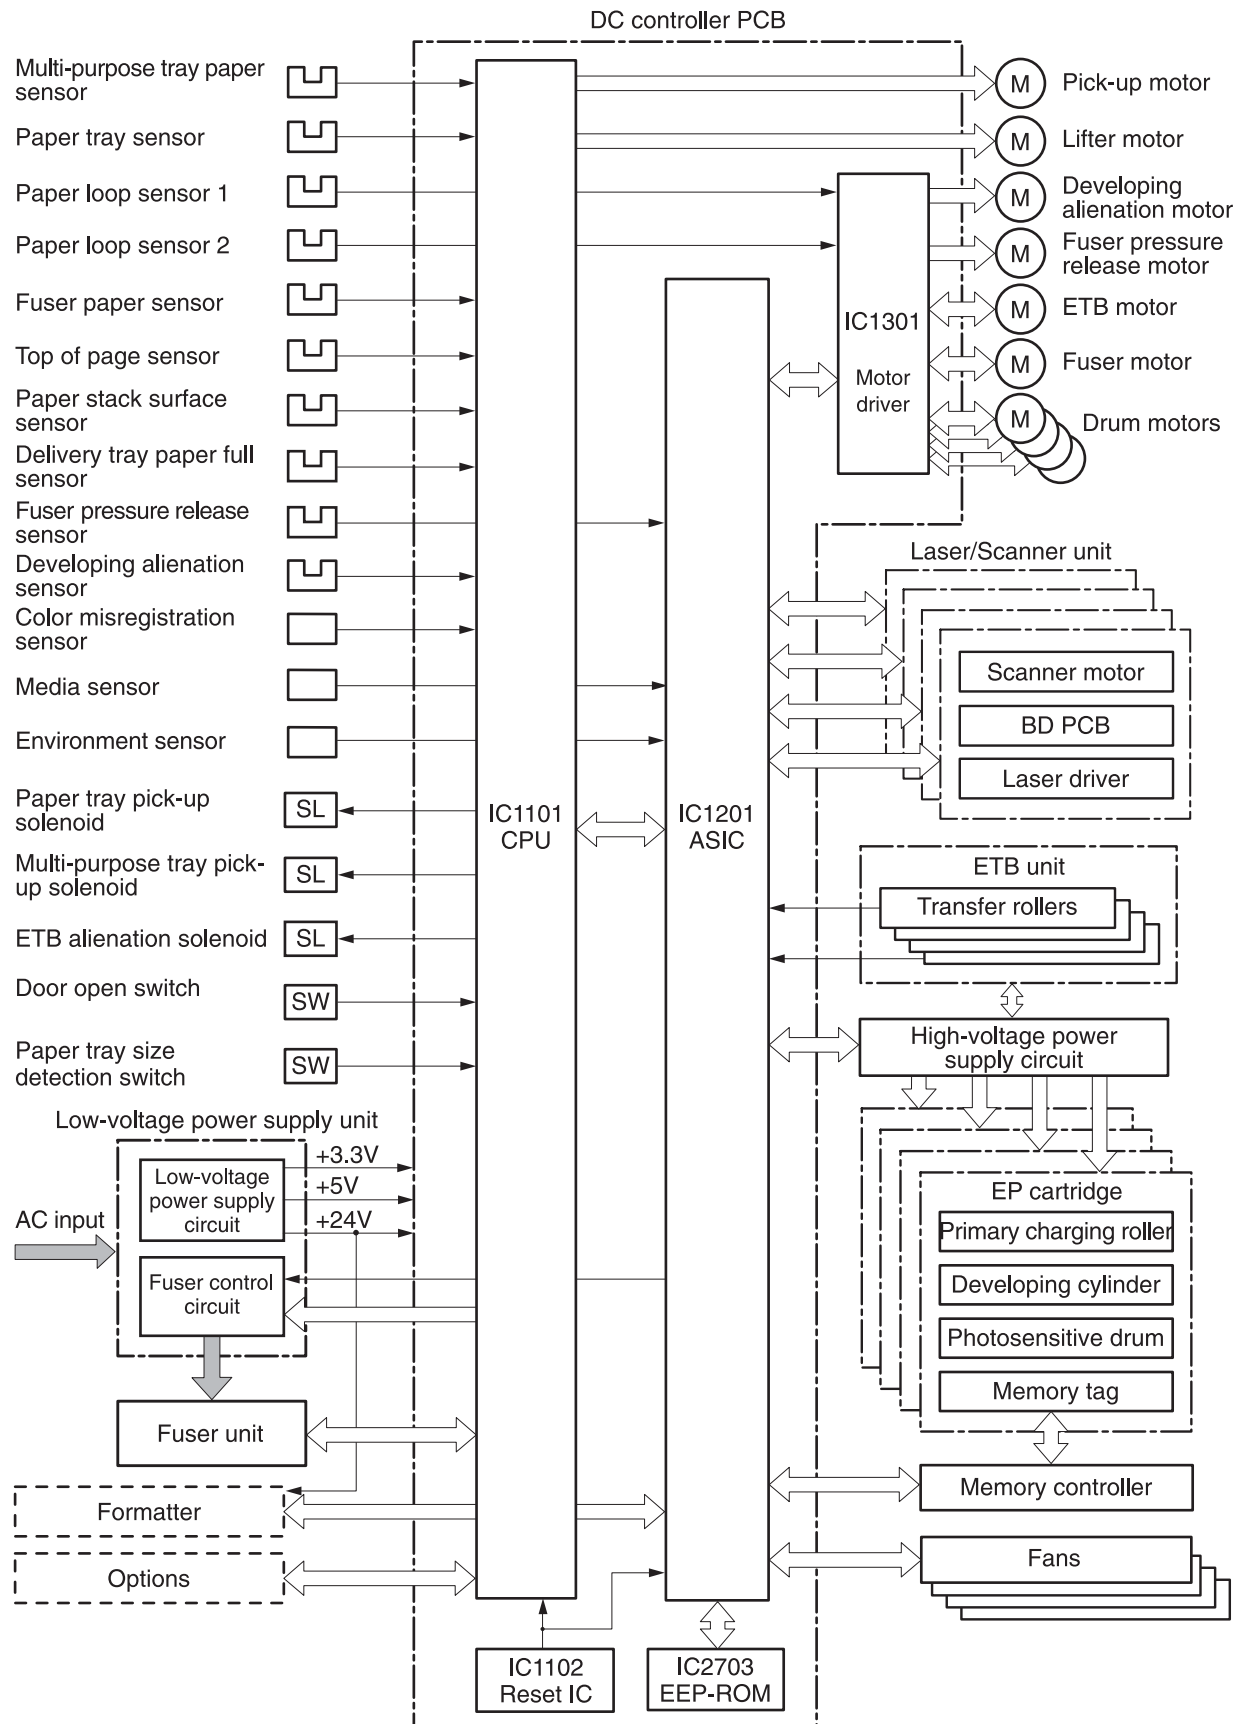 DC controller PCB
Multi-purpose tray paper
sensor
Paper tray sensor
Paper loop sensor 1
Paper loop sensor 2
Fuser paper sensor
Top of page sensor
Paper stack surface
sensor
Delivery tray paper full
sensor
Fuser pressure release
sensor
Developing alienation
sensor
Color misregistration
sensor
Media sensor
Environment sensor
Paper tray pick-up
solenoid
SL
Multi-purpose tray pick-
up solenoid
SL
ETB alienation solenoid
SL
Door open switch
SW
Paper tray size
detection switch
SW
Low-voltage power supply unit
Low-voltage
power supply
circuit
+3.3V
+5V
+24V
AC input
Fuser control
circuit
Fuser unit
Formatter
Options
IC1101
CPU
IC1201
ASIC
IC1102
Reset IC
IC2703
EEP-ROM
IC1301
Motor
driver
M
Pick-up motor
M
Lifter motor
M
Developing
alienation motor
M
Fuser pressure
release motor
M
ETB motor
M
Fuser motor
M
Drum motors
Laser/Scanner unit
Scanner motor
BD PCB
Laser driver
ETB unit
Transfer rollers
High-voltage power
supply circuit
EP cartridge
Primary charging roller
Developing cylinder
Photosensitive drum
Memory tag
Memory controller
Fans